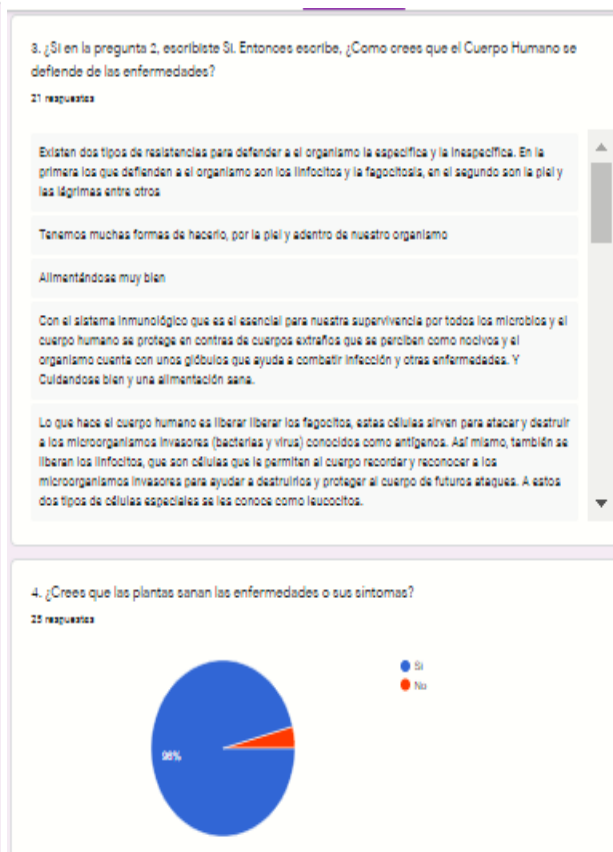 3. ¿Si en la pregunta 2, escribiste Si. Entonces escribe, ¿Como crees que el Cuerpo Humano se
defiende de las enfermedades?
21 respuestas
Existen dos tipos de resistencias para defender a el organismo la especifica y la inespecífica. En la
primera los que defienden a el organismo son los linfocitos y la fagocitosis, en el segundo son la piel y
las lágrimas entre otros
Tenemos muchas formas de hacerlo, por la piel y adentro de nuestro organismo
Alimentándose muy bien
Con el sistema inmunológico que es el esencial para nuestra supervivencia por todos los microbios y el
cuerpo humano se protege en contras de cuerpos extraños que se perciben como nocivos y el
organismo cuenta con unos glóbulos que ayuda a combatir infección y otras enfermedades. Y
Cuidandose bien y una alimentación sana.
Lo que hace el cuerpo humano es liberar liberar los fagocitos, estas células sirven para atacar y destruir
a los microorganismos invasores (bacterias y virus) conocidos como antígenos. Así mismo, también se
liberan los linfocitos, que son células que le permiten al cuerpo recordar y reconocer a los
microorganismos invasores para ayudar a destruirlos y proteger al cuerpo de futuros ataques. A estos
dos tipos de células especiales se les conoce como leucocitos.
4. ¿Crees que las plantas sanan las enfermedades o sus sintomas?
25 respuestas
Si
No
96%